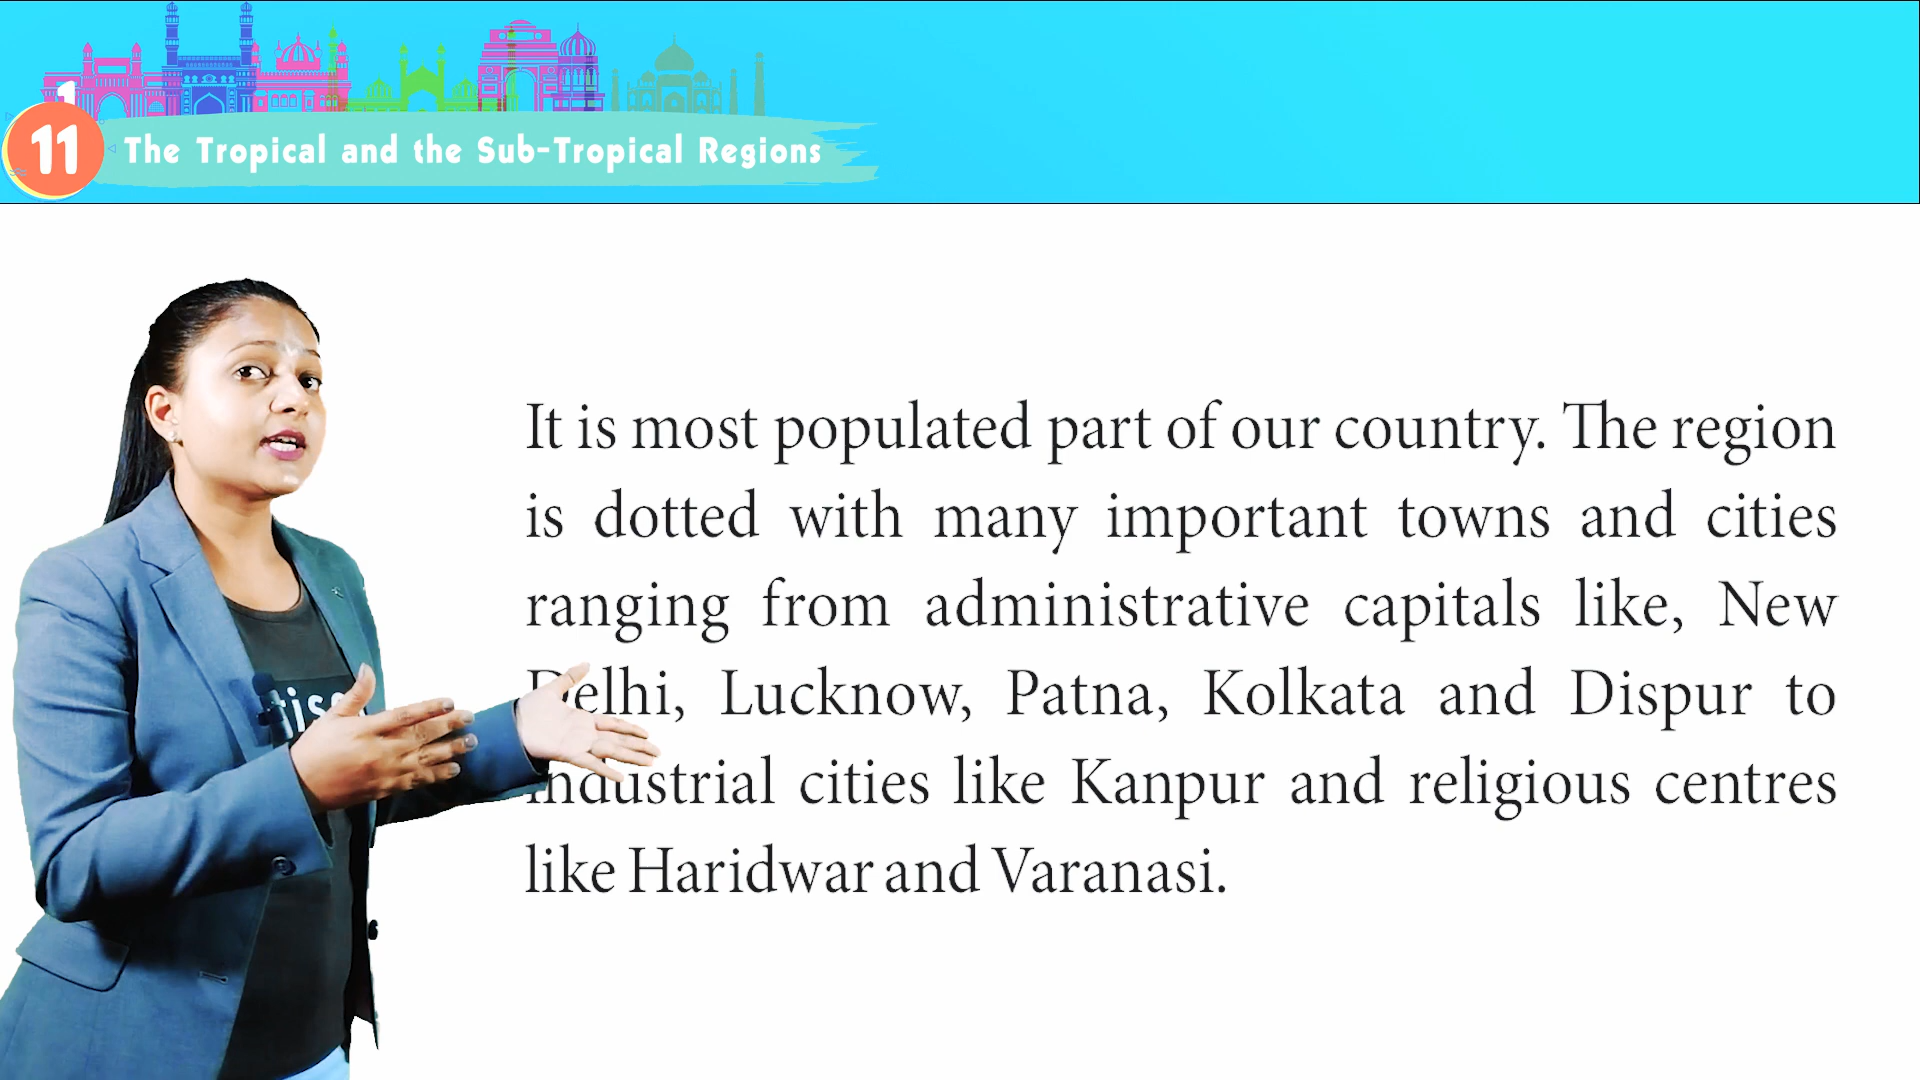 1
11
The Tropical and the Sub-Tropical Regions
It is most populated part of our country. The region
is dotted with many important towns and cities
ranging from administrative capitals like, New
Delhi, Lucknow, Patna, Kolkata and Dispur to
industrial cities like Kanpur and religious centres
like Haridwar and Varanasi.